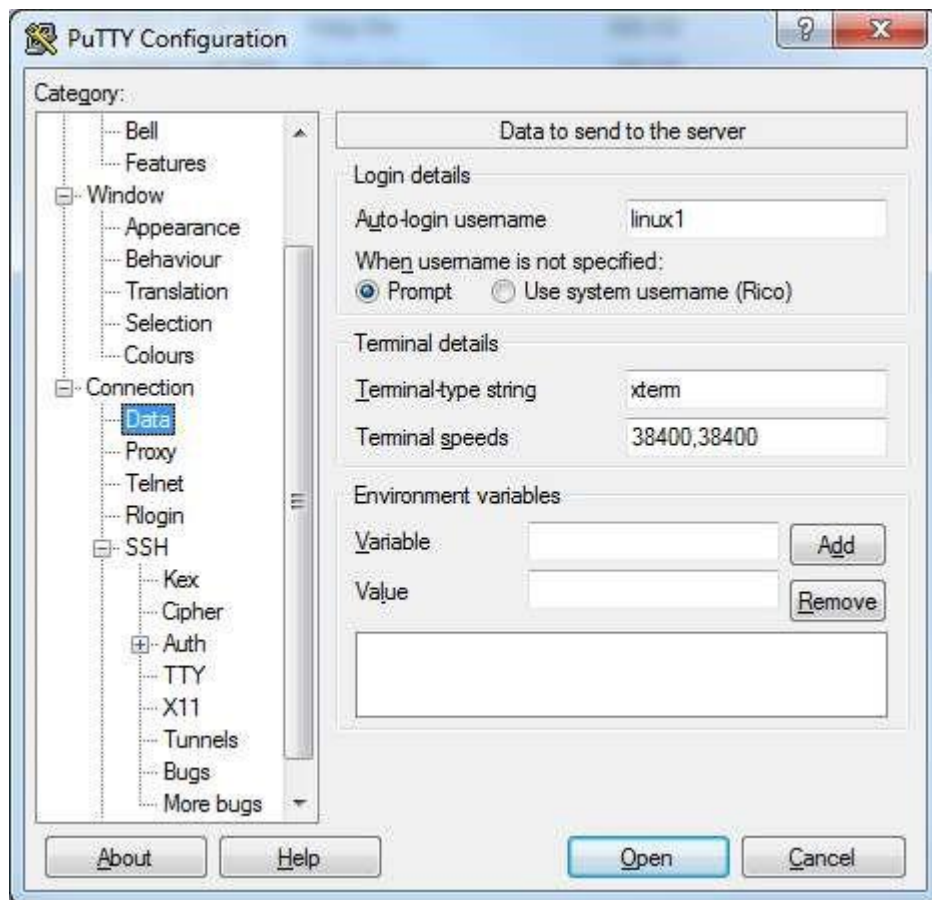 PuTTY Configuration
Category:
Bell
Features
Window
Appearance
Behaviour
Translation
Selection
Colours
Connection
Data
Proxy
Telnet
Rlogin
SSH
Kex
Cipher
Auth
TTY
X11
Tunnels
Bugs
More bugs
Data to send to the server
Login details
Auto-login username linux1
When username is not specified:
Prompt Use system username (Rico)
Terminal details
Terminal-type string xterm
Terminal speeds 38400,38400
Environment variables
Variable Add
Value Remove
About Help Open Cancel